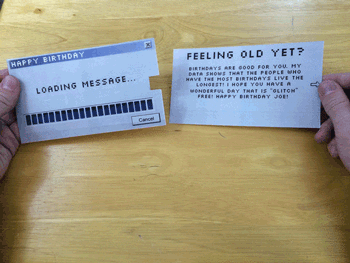 HAPPY BIRTHDAY
LOADING MESSAGE...
Cancel
FEELING OLD YET?
BIRTHDAYS ARE GOOD FOR YOU. MY
DATA SHOWS THAT THE PEOPLE WHO
HAVE THE MOST BIRTHDAYS LIVE THE
LONGEST! I HOPE YOU HAVE A
WONDERFUL DAY THAT IS "GLITCH"
FREE! HAPPY BIRTHDAY JOE!